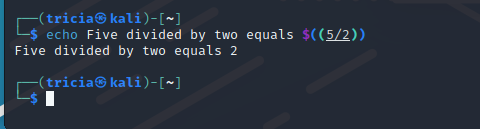 ┌──(tricia㉿kali)-[~]
└─$ echo Five divided by two equals $((5/2))
Five divided by two equals 2
┌──(tricia㉿kali)-[~]
└─$